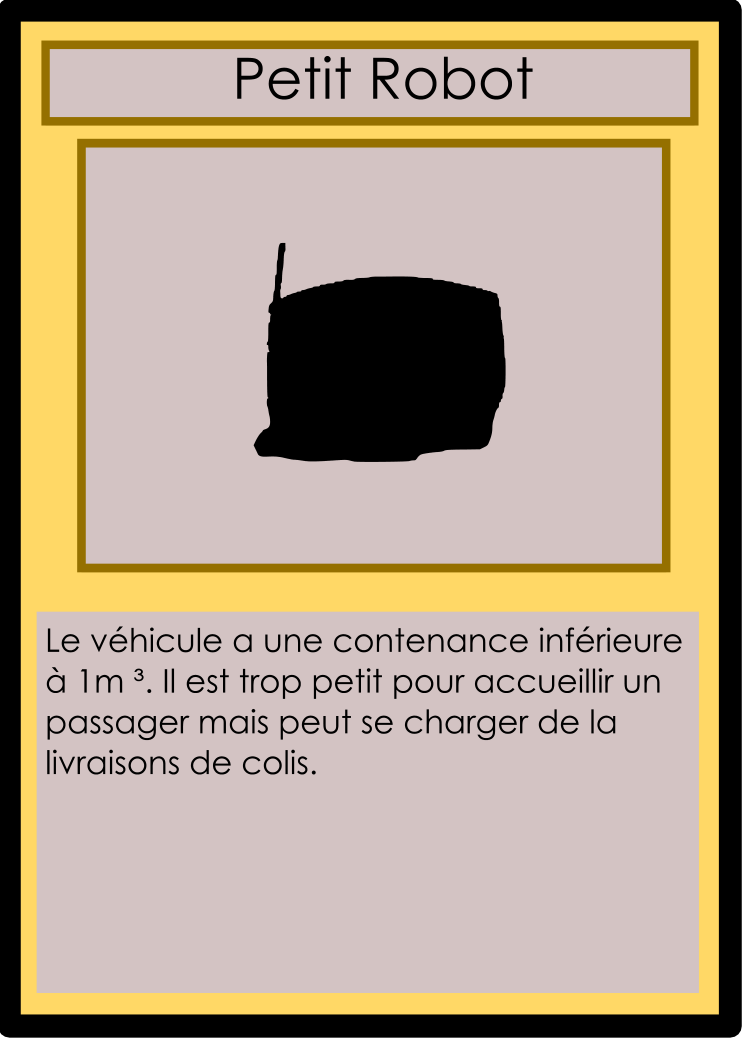 Petit Robot
Le véhicule a une contenance inférieure
à 1m ³. Il est trop petit pour accueillir un
passager mais peut se charger de la
livraisons de colis.